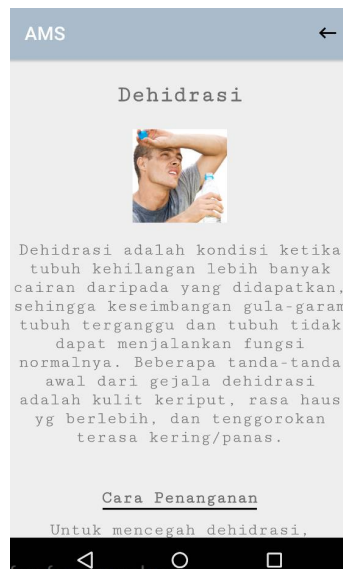 AMS
Dehidrasi
Dehidrasi adalah kondisi ketika
tubuh kehilangan lebih banyak
cairan daripada yang didapatkan,
sehingga keseimbangan gula-garam
tubuh terganggu dan tubuh tidak
dapat menjalankan fungsi
normalnya. Beberapa tanda-tanda
awal dari gejala dehidrasi
adalah kulit keriput, rasa haus
yg berlebih, dan tenggorokan
terasa kering/panas.
Cara Penanganan
Untuk mencegah dehidrasi,